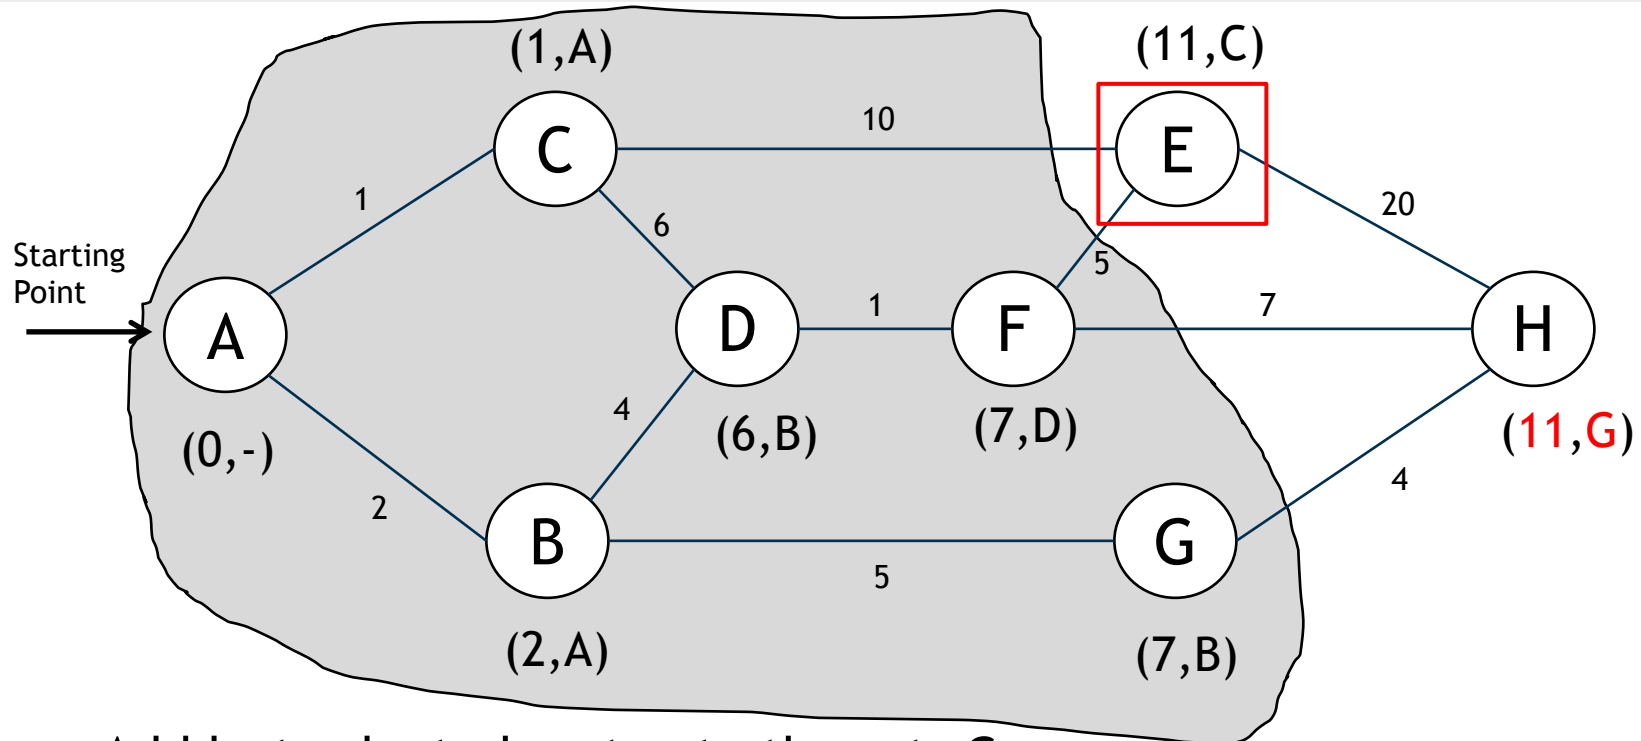 (1,A)
(11,C)
C
10
E
1
6
20
Starting
Point
5
A
D
1
F
7
H
(0,-)
4
(6,B)
(7,D)
(11,G)
2
B
5
G
4
(2,A)
(7,B)